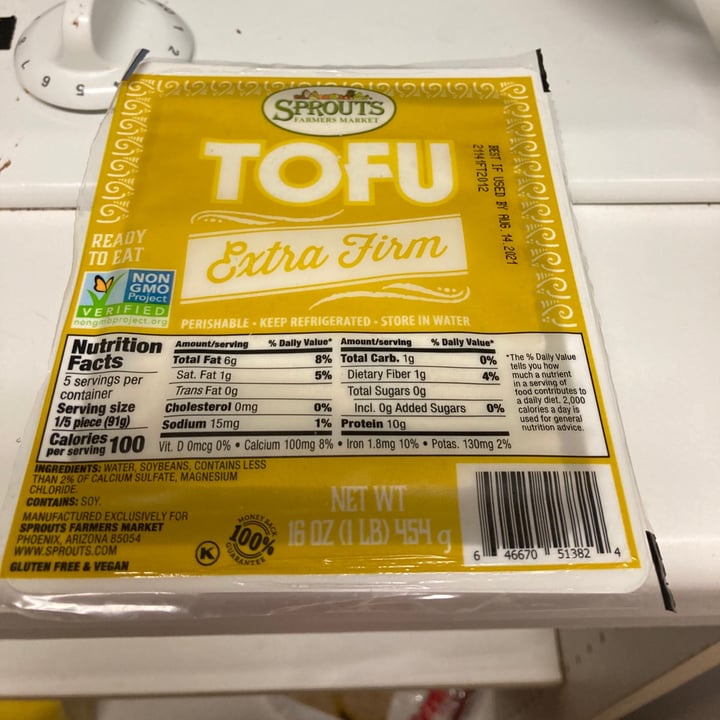 SPROUTS
FARMERS MARKET
TOFU
BEST IF USED BY AUG. 14 2021
2114 1FT2012
READY
TO EAT
Extra Firm
NON
GMO
Project
VERIFIED
nongmoproject.org
PERISHABLE • KEEP REFRIGERATED • STORE IN WATER
Nutrition
Facts
5 servings per
container
Serving size
1/5 piece (91g)
Calories
per serving 100
Amount/serving % Daily Value*
Total Fat 6g 8%
Sat. Fat 1g 5%
Trans Fat 0g
Cholesterol 0mg 0%
Sodium 15mg 1%
Amount/serving % Daily Value*
Total Carb. 1g 0%
Dietary Fiber 1g 4%
Total Sugars 0g
Incl. 0g Added Sugars 0%
Protein 10g
Vit. D 0mcg 0% • Calcium 100mg 8% • Iron 1.8mg 10% • Potas. 130mg 2%
*The % Daily Value
tells you how
much a nutrient
in a serving of
food contributes to
a daily diet. 2,000
calories a day is
used for general
nutrition advice.
INGREDIENTS: WATER, SOYBEANS, CONTAINS LESS
THAN 2% OF CALCIUM SULFATE, MAGNESIUM
CHLORIDE.
CONTAINS: SOY.
MANUFACTURED EXCLUSIVELY FOR
SPROUTS FARMERS MARKET
PHOENIX, ARIZONA 85054
WWW.SPROUTS.COM
GLUTEN FREE & VEGAN
K
MONEY BACK
100%
GUARANTEE
NET WT
16 OZ (1 LB) 454 g
6 46670 51382 4